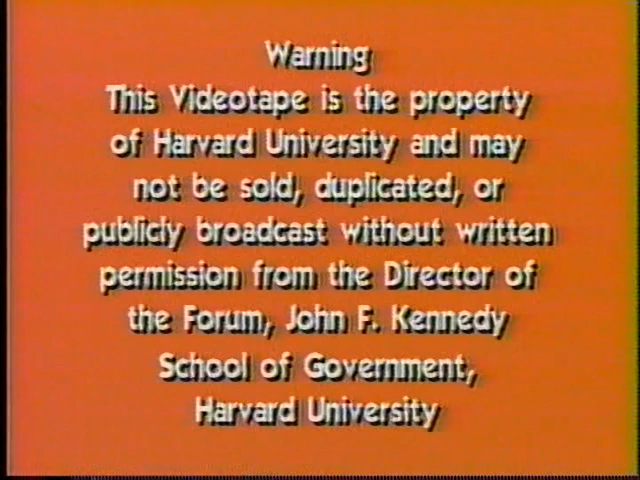 Warning
This Videotape is the property
of Harvard University and may
not be sold, duplicated, or
publicly broadcast without written
permission from the Director of
the Forum, John F. Kennedy
School of Government,
Harvard University